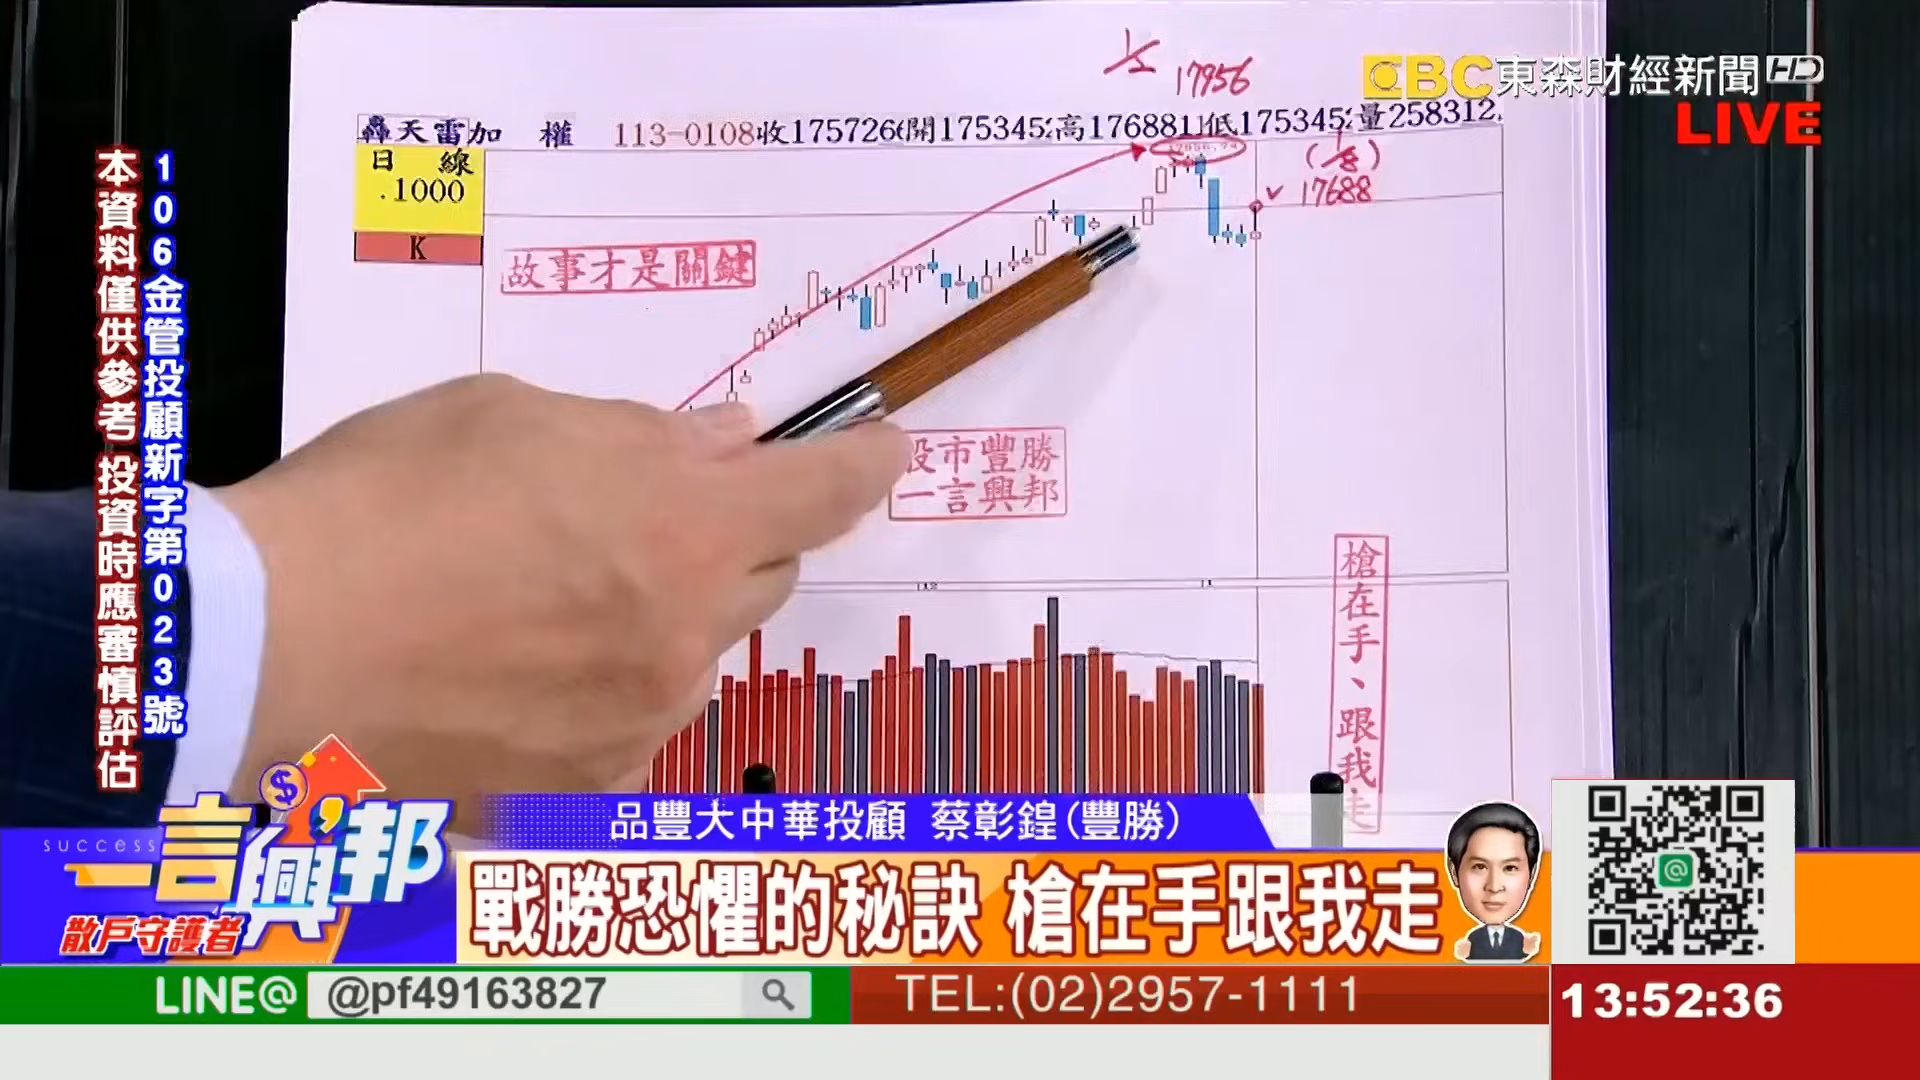 1/2 17956
EBC東森財經新聞HD
LIVE
轟天雷加 權 113-0108收175726開175345高176881低175345量258312
日 線
.1000
K
(1/8)
17688
故事才是關鍵
股市豐勝
一言興邦
槍在手、跟我走
12
1
106金管投顧新字第023號
本資料僅供參考 投資時應審慎評估
success
一言興邦
散戶守護者
品豐大中華投顧 蔡彰鍠(豐勝)
戰勝恐懼的秘訣 槍在手跟我走
LINE@ @pf49163827
TEL:(02)2957-1111
13:52:36